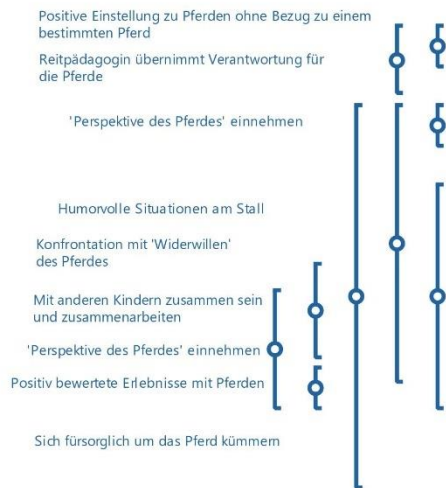 Positive Einstellung zu Pferden ohne Bezug zu einem
bestimmten Pferd
Reitpädagogin übernimmt Verantwortung für
die Pferde
'Perspektive des Pferdes' einnehmen
Humorvolle Situationen am Stall
Konfrontation mit 'Widerwillen'
des Pferdes
Mit anderen Kindern zusammen sein
und zusammenarbeiten
'Perspektive des Pferdes' einnehmen
Positiv bewertete Erlebnisse mit Pferden
Sich fürsorglich um das Pferd kümmern